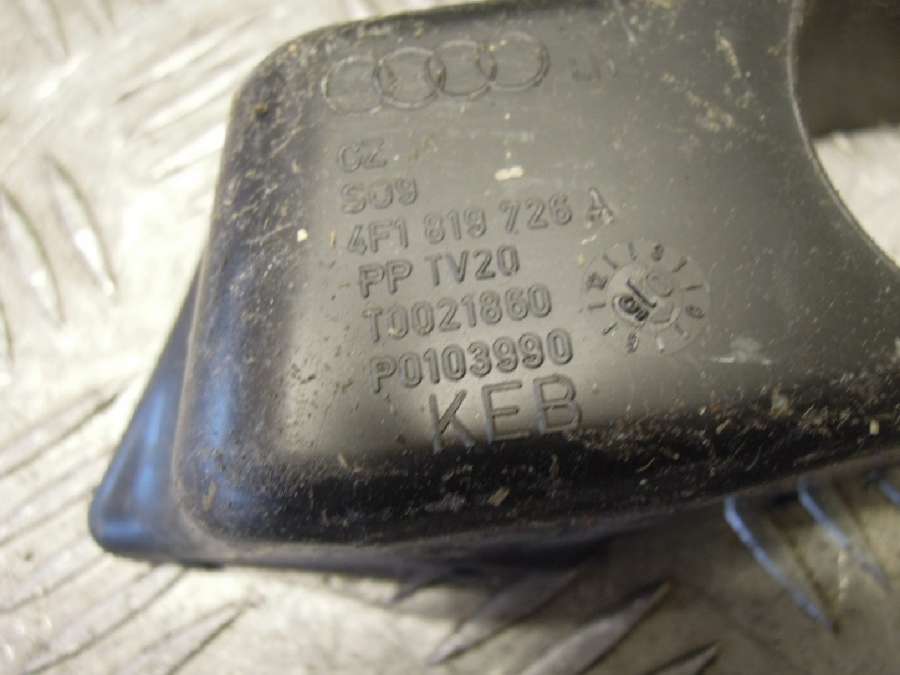 CZ
S09
4F1 819 726 A
PP TV20
T0021860
P0103990
KEB